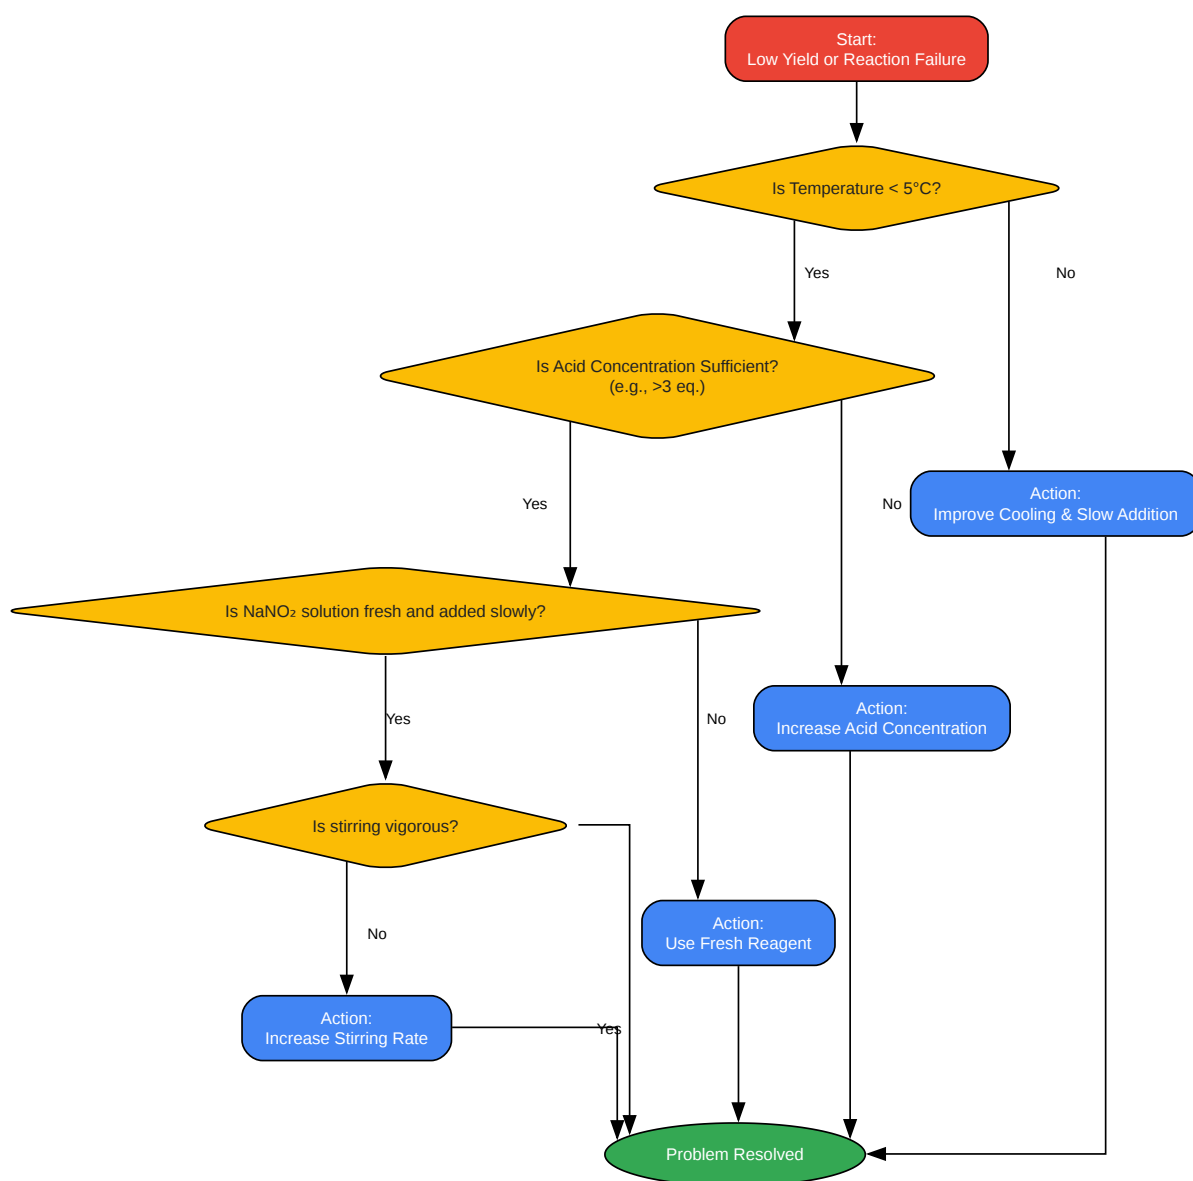 Start:
Low Yield or Reaction Failure
Is Temperature < 5°C?
Yes
No
Is Acid Concentration Sufficient?
(e.g., >3 eq.)
Yes
No
Action:
Improve Cooling & Slow Addition
Is NaNO₂ solution fresh and added slowly?
Yes
No
Action:
Increase Acid Concentration
Is stirring vigorous?
No
Action:
Use Fresh Reagent
Action:
Increase Stirring Rate
Yes
Problem Resolved